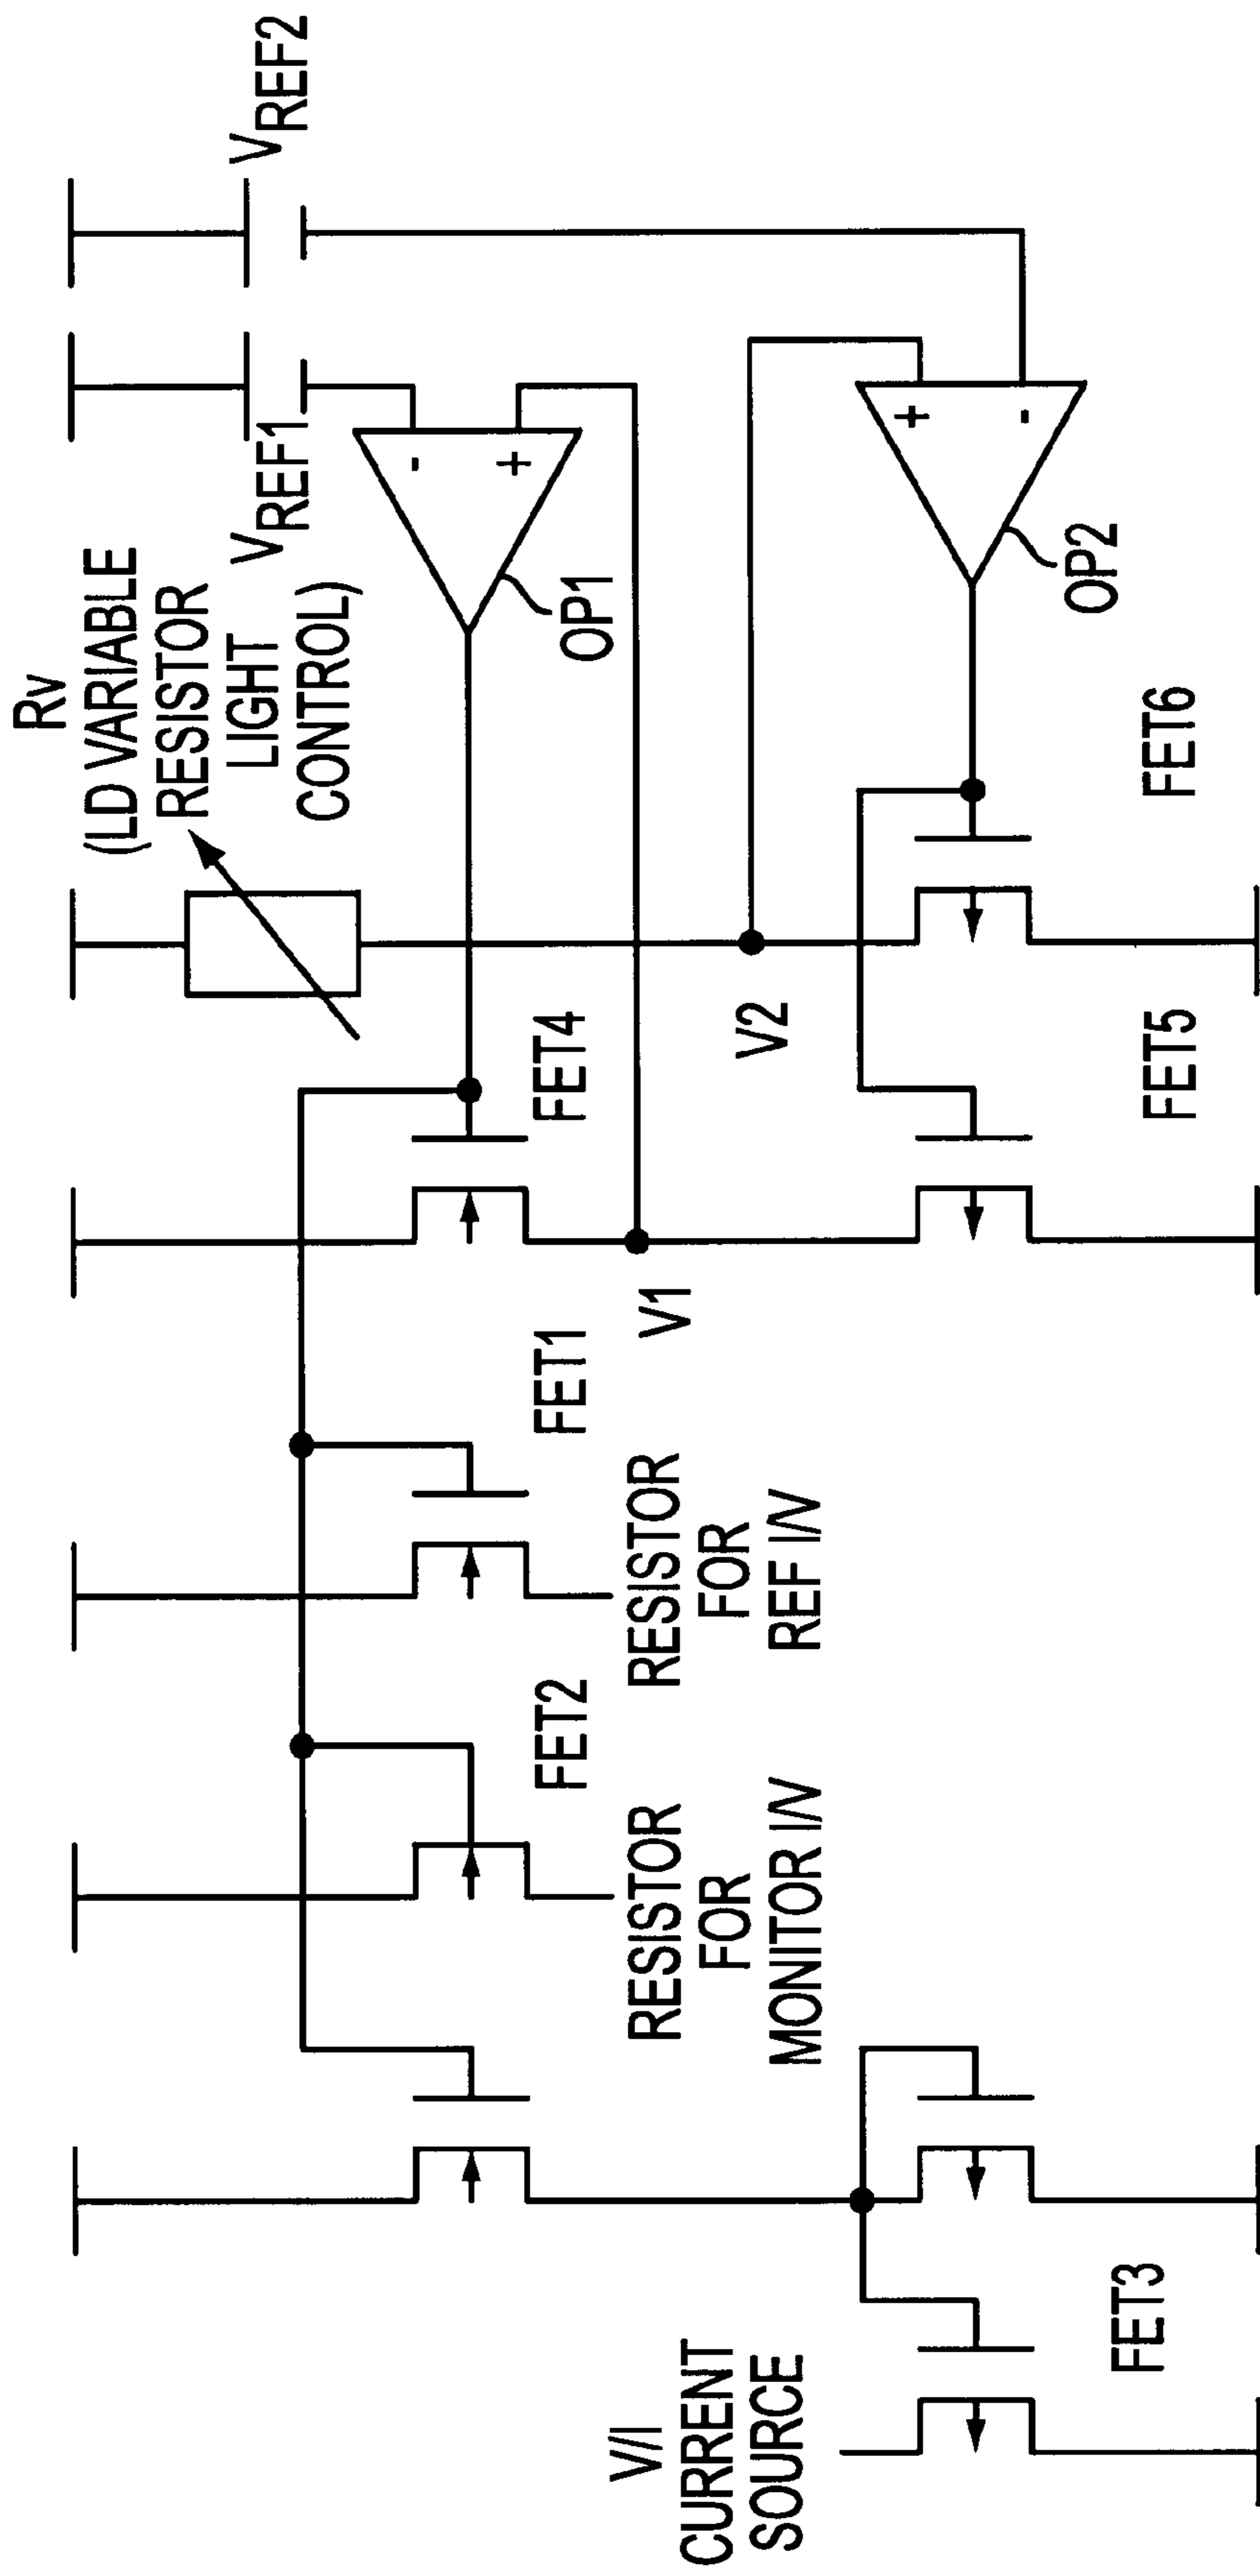 Rv
(LD VARIABLE
RESISTOR
LIGHT
CONTROL)
VREF1
VREF2
-
+
OP1
+
-
OP2
FET4
V1
V2
FET6
FET5
FET1
RESISTOR
FOR
REF I/V
FET2
RESISTOR
FOR
MONITOR I/V
V/I
CURRENT
SOURCE
FET3